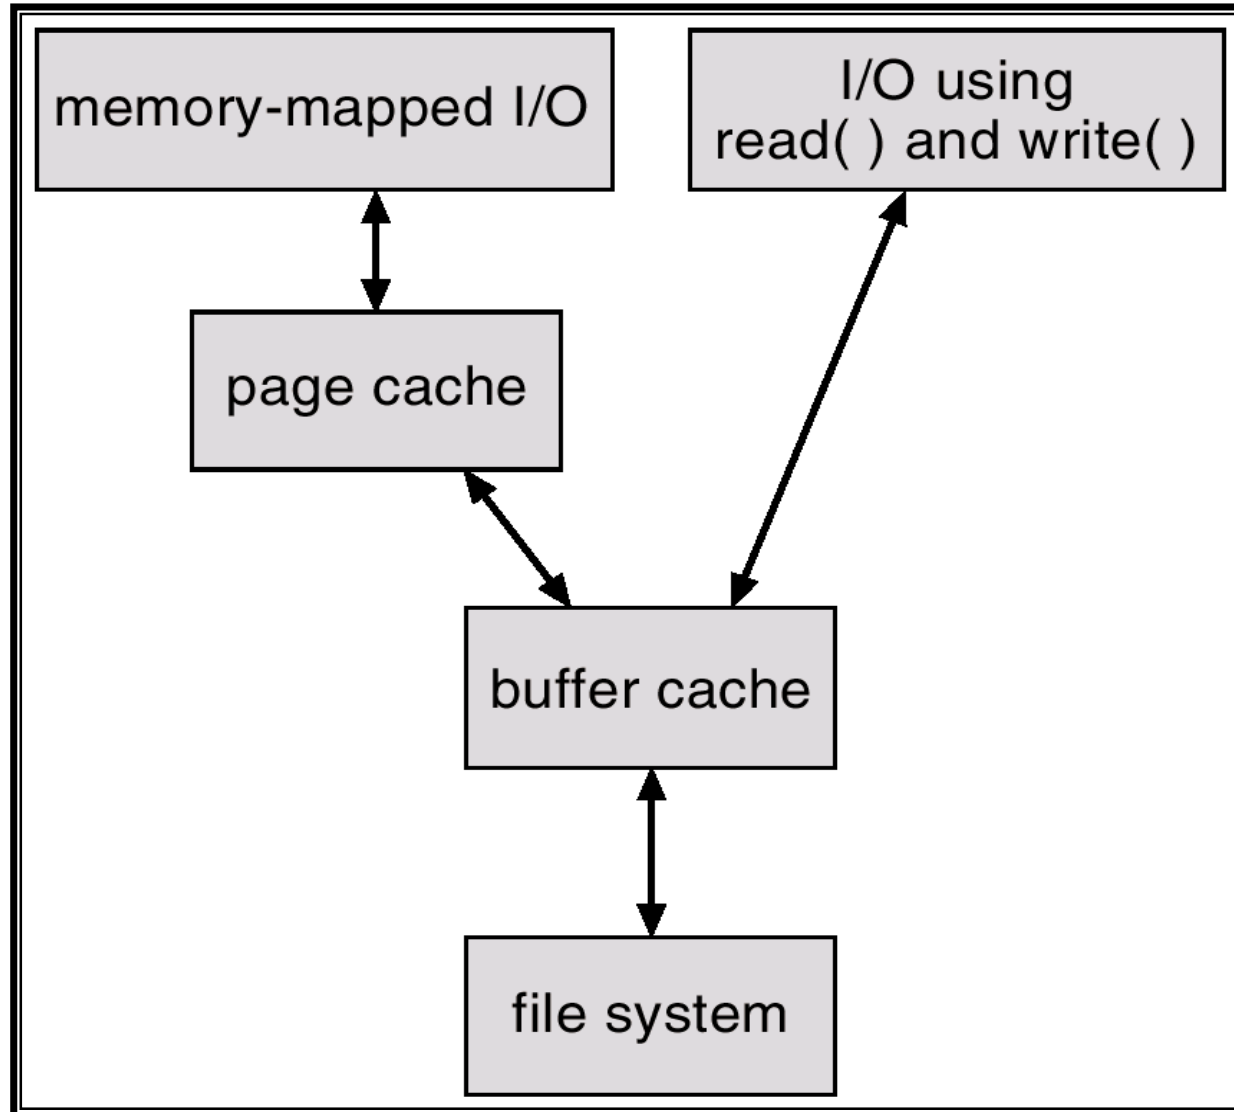 memory-mapped I/O
I/O using
read( ) and write( )
page cache
buffer cache
file system